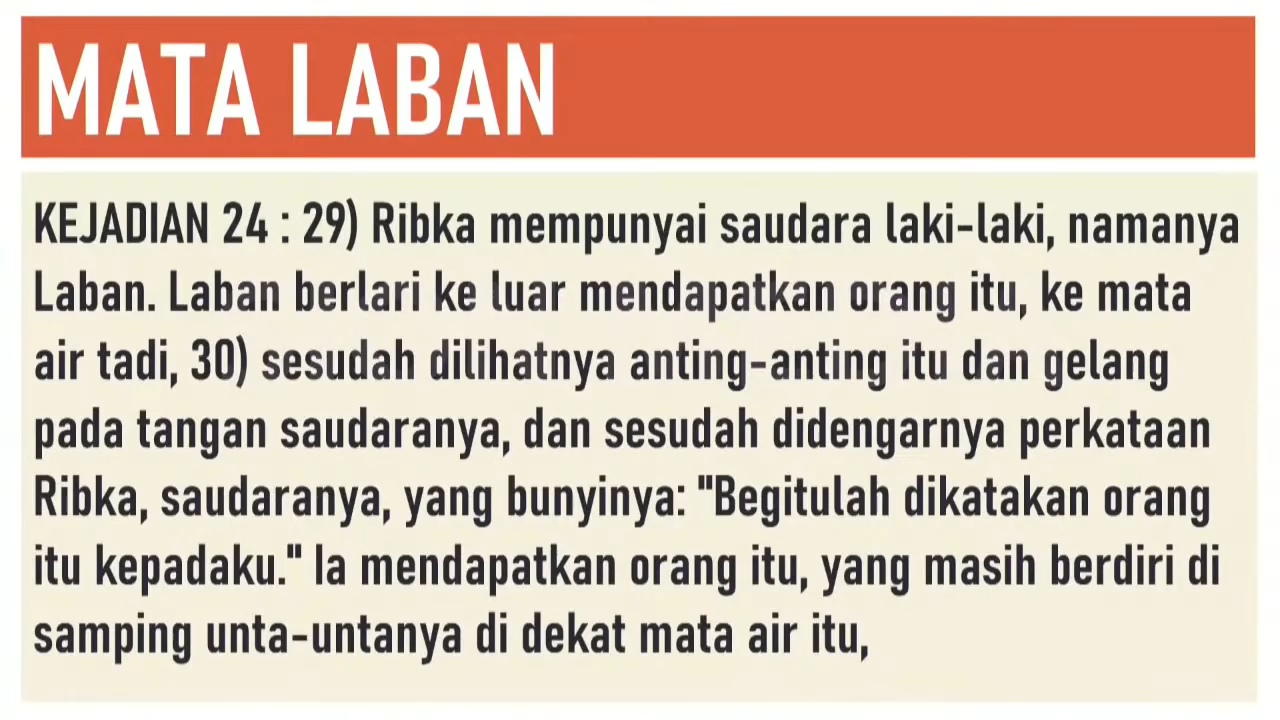 MATA LABAN
KEJADIAN 24 : 29) Ribka mempunyai saudara laki-laki, namanya
Laban. Laban berlari ke luar mendapatkan orang itu, ke mata
air tadi, 30) sesudah dilihatnya anting-anting itu dan gelang
pada tangan saudaranya, dan sesudah didengarnya perkataan
Ribka, saudaranya, yang bunyinya: "Begitulah dikatakan orang
itu kepadaku." Ia mendapatkan orang itu, yang masih berdiri di
samping unta-untanya di dekat mata air itu,